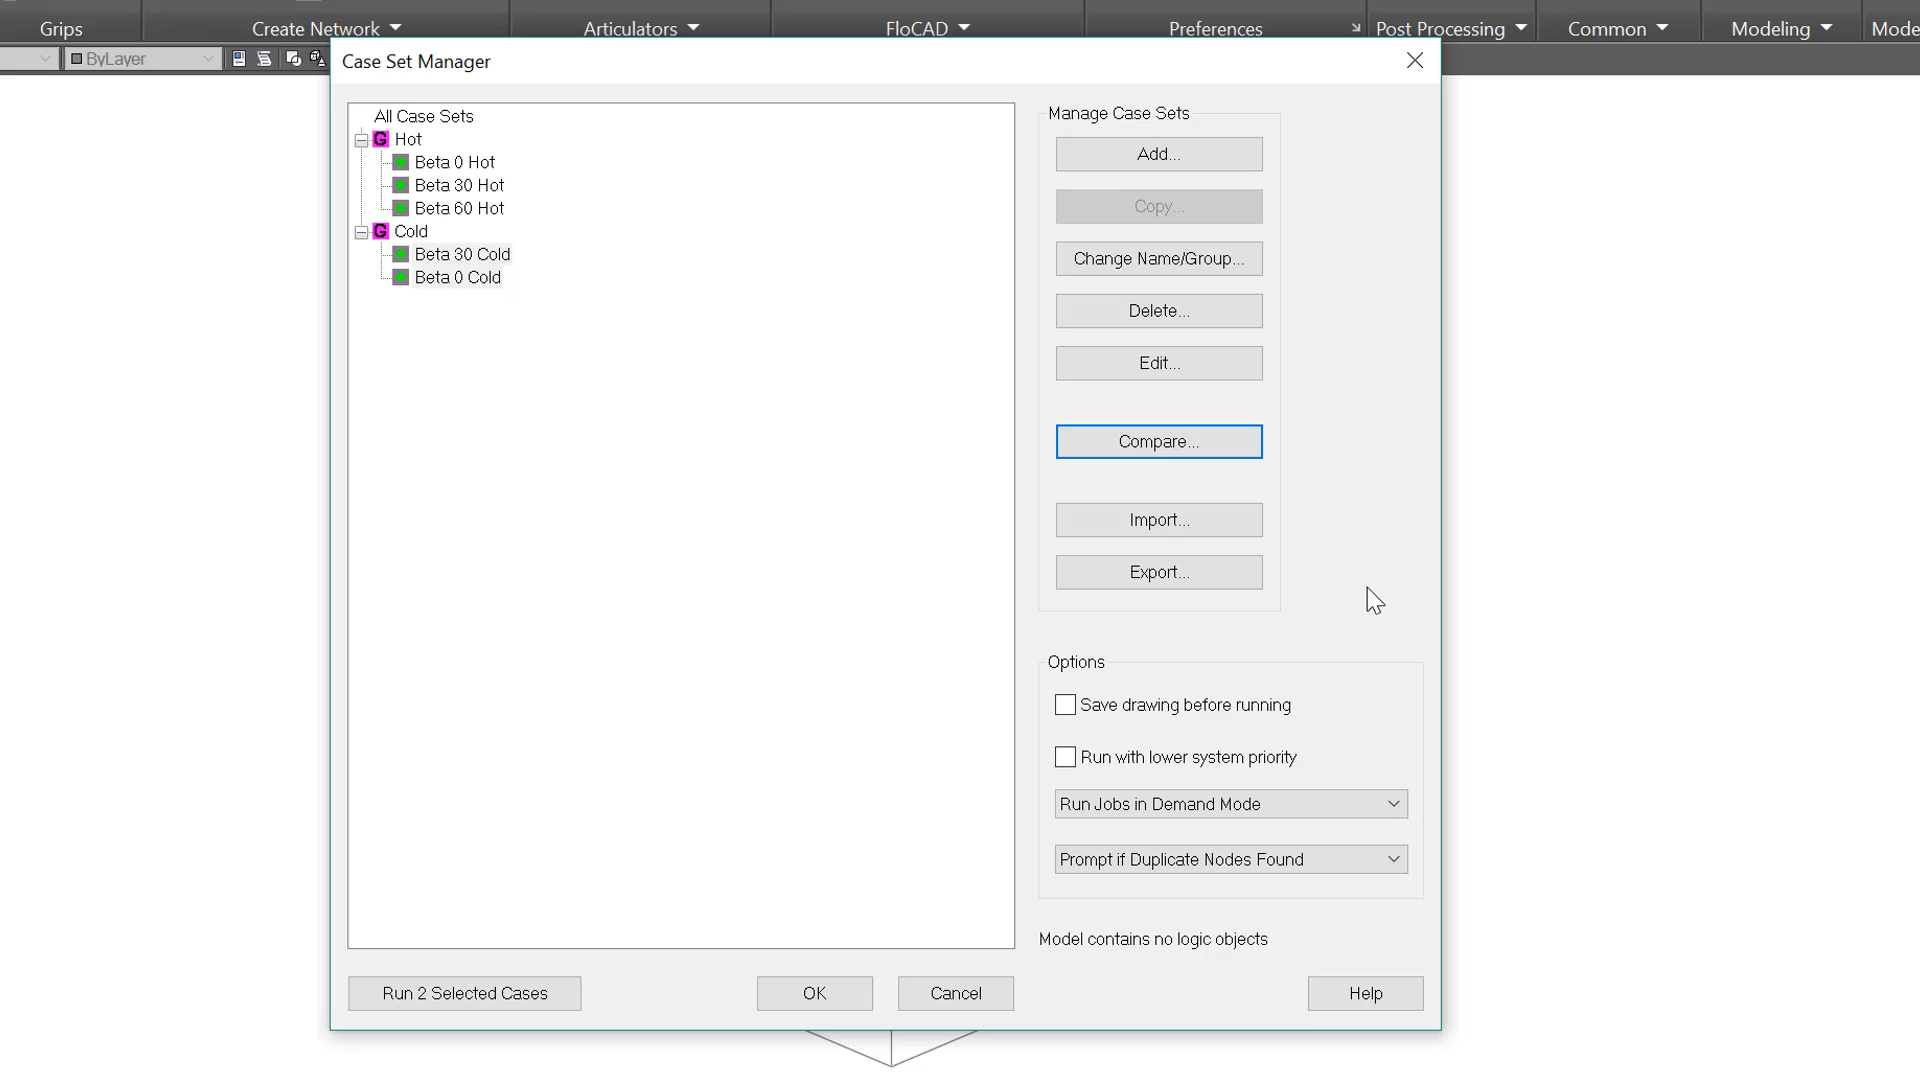 Grips
Create Network
Articulators
FloCAD
Preferences
Post Processing
Common
Modeling
Mode
ByLayer
Case Set Manager
All Case Sets
G Hot
Beta 0 Hot
Beta 30 Hot
Beta 60 Hot
G Cold
Beta 30 Cold
Beta 0 Cold
Manage Case Sets
Add...
Copy...
Change Name/Group...
Delete...
Edit...
Compare...
Import...
Export...
Options
Save drawing before running
Run with lower system priority
Run Jobs in Demand Mode
Prompt if Duplicate Nodes Found
Model contains no logic objects
Run 2 Selected Cases
OK
Cancel
Help